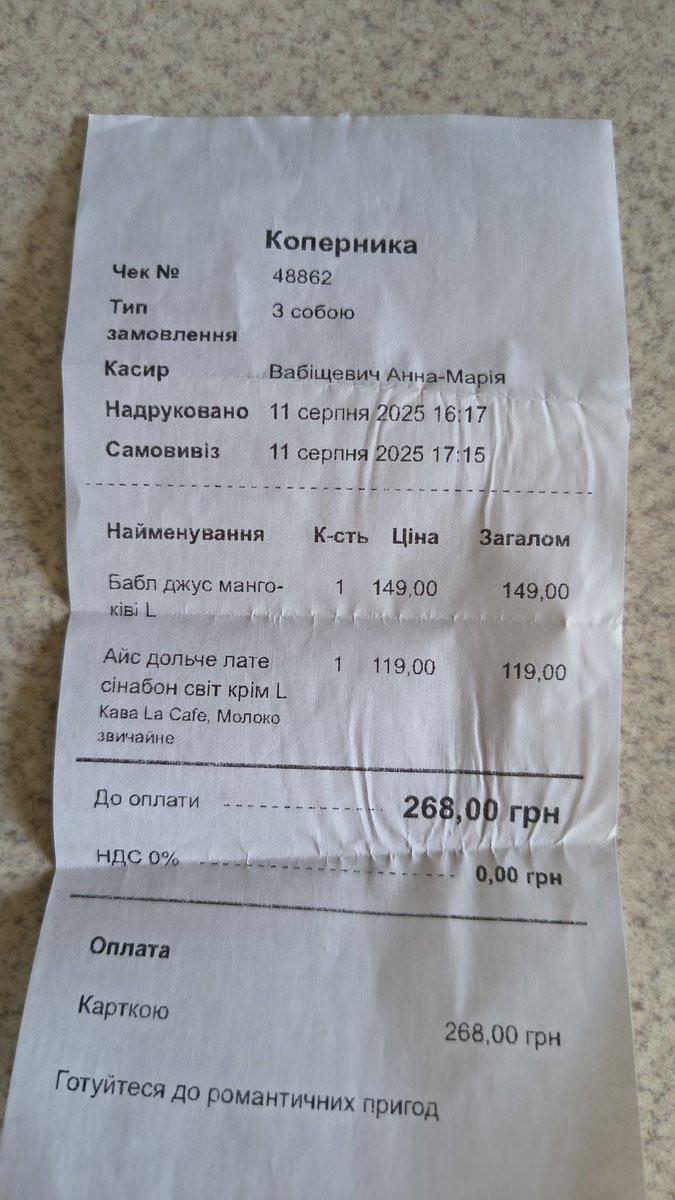 Коперника
Чек № 48862
Тип замовлення З собою
Касир Вабіщевич Анна-Марія
Надруковано 11 серпня 2025 16:17
Самовивіз 11 серпня 2025 17:15
Найменування К-сть Ціна Загалом
Бабл джус манго- 1 149,00 149,00
ківі L
Айс дольче лате 1 119,00 119,00
сінабон світ крім L
Кава La Cafe, Молоко
звичайне
До оплати 268,00 грн
НДС 0% 0,00 грн
Оплата
Карткою 268,00 грн
Готуйтеся до романтичних пригод